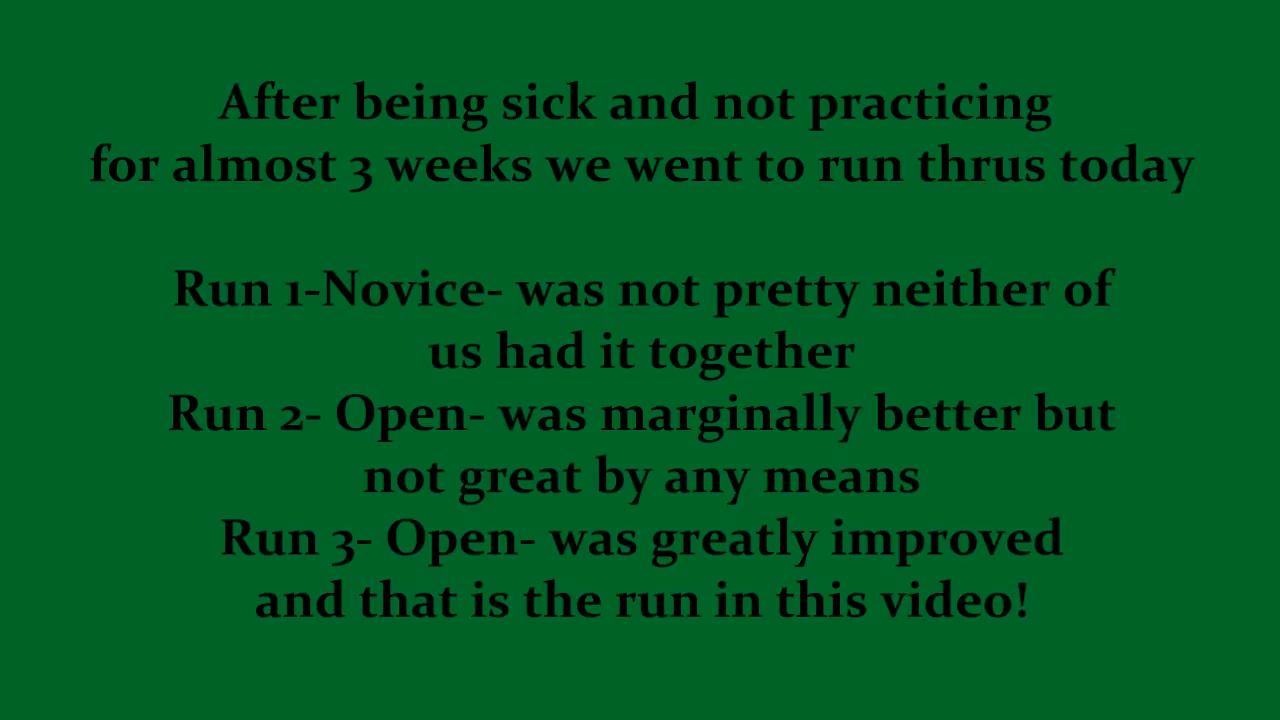 After being sick and not practicing
for almost 3 weeks we went to run thrus today
Run 1-Novice- was not pretty neither of
us had it together
Run 2- Open- was marginally better but
not great by any means
Run 3- Open- was greatly improved
and that is the run in this video!